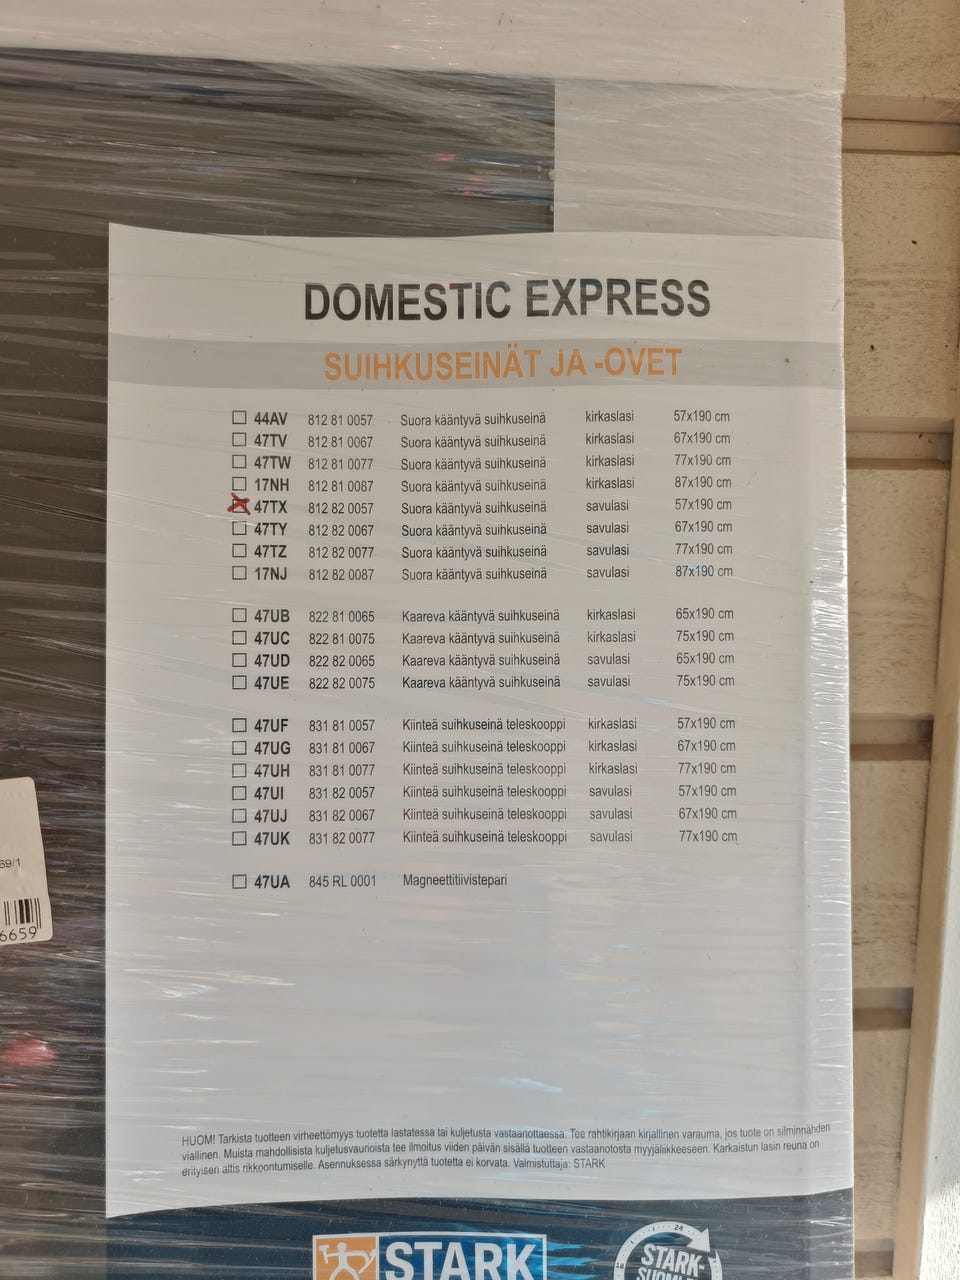 DOMESTIC EXPRESS
SUIHKUSEINÄT JA -OVET
☐ 44AV 812 81 0057 Suora kääntyvä suihkuseinä kirkaslasi 57x190 cm
☐ 47TV 812 81 0067 Suora kääntyvä suihkuseinä kirkaslasi 67x190 cm
☐ 47TW 812 81 0077 Suora kääntyvä suihkuseinä kirkaslasi 77x190 cm
☐ 17NH 812 81 0087 Suora kääntyvä suihkuseinä kirkaslasi 87x190 cm
☒ 47TX 812 82 0057 Suora kääntyvä suihkuseinä savulasi 57x190 cm
☐ 47TY 812 82 0067 Suora kääntyvä suihkuseinä savulasi 67x190 cm
☐ 47TZ 812 82 0077 Suora kääntyvä suihkuseinä savulasi 77x190 cm
☐ 17NJ 812 82 0087 Suora kääntyvä suihkuseinä savulasi 87x190 cm
☐ 47UB 822 81 0065 Kaareva kääntyvä suihkuseinä kirkaslasi 65x190 cm
☐ 47UC 822 81 0075 Kaareva kääntyvä suihkuseinä kirkaslasi 75x190 cm
☐ 47UD 822 82 0065 Kaareva kääntyvä suihkuseinä savulasi 65x190 cm
☐ 47UE 822 82 0075 Kaareva kääntyvä suihkuseinä savulasi 75x190 cm
☐ 47UF 831 81 0057 Kiinteä suihkuseinä teleskooppi kirkaslasi 57x190 cm
☐ 47UG 831 81 0067 Kiinteä suihkuseinä teleskooppi kirkaslasi 67x190 cm
☐ 47UH 831 81 0077 Kiinteä suihkuseinä teleskooppi kirkaslasi 77x190 cm
☐ 47UI 831 82 0057 Kiinteä suihkuseinä teleskooppi savulasi 57x190 cm
☐ 47UJ 831 82 0067 Kiinteä suihkuseinä teleskooppi savulasi 67x190 cm
☐ 47UK 831 82 0077 Kiinteä suihkuseinä teleskooppi savulasi 77x190 cm
☐ 47UA 845 RL 0001 Magneettitiivistepari
69/1
6659
HUOM! Tarkista tuotteen virheettömyys tuotetta lastatessa tai kuljetusta vastaanottaessa. Tee rahtikirjaan kirjallinen varauma, jos tuote on silminnähden
viallinen. Muista mahdollisista kuljetusvaurioista tee ilmoitus viiden päivän sisällä tuotteen vastaanotosta myyjäliikkeeseen. Karkaistun lasin reuna on
erityisen altis rikkoontumiselle. Asennuksessa särkynyttä tuotetta ei korvata. Valmistuttaja: STARK
STARK
24
STARK-
SUOMI